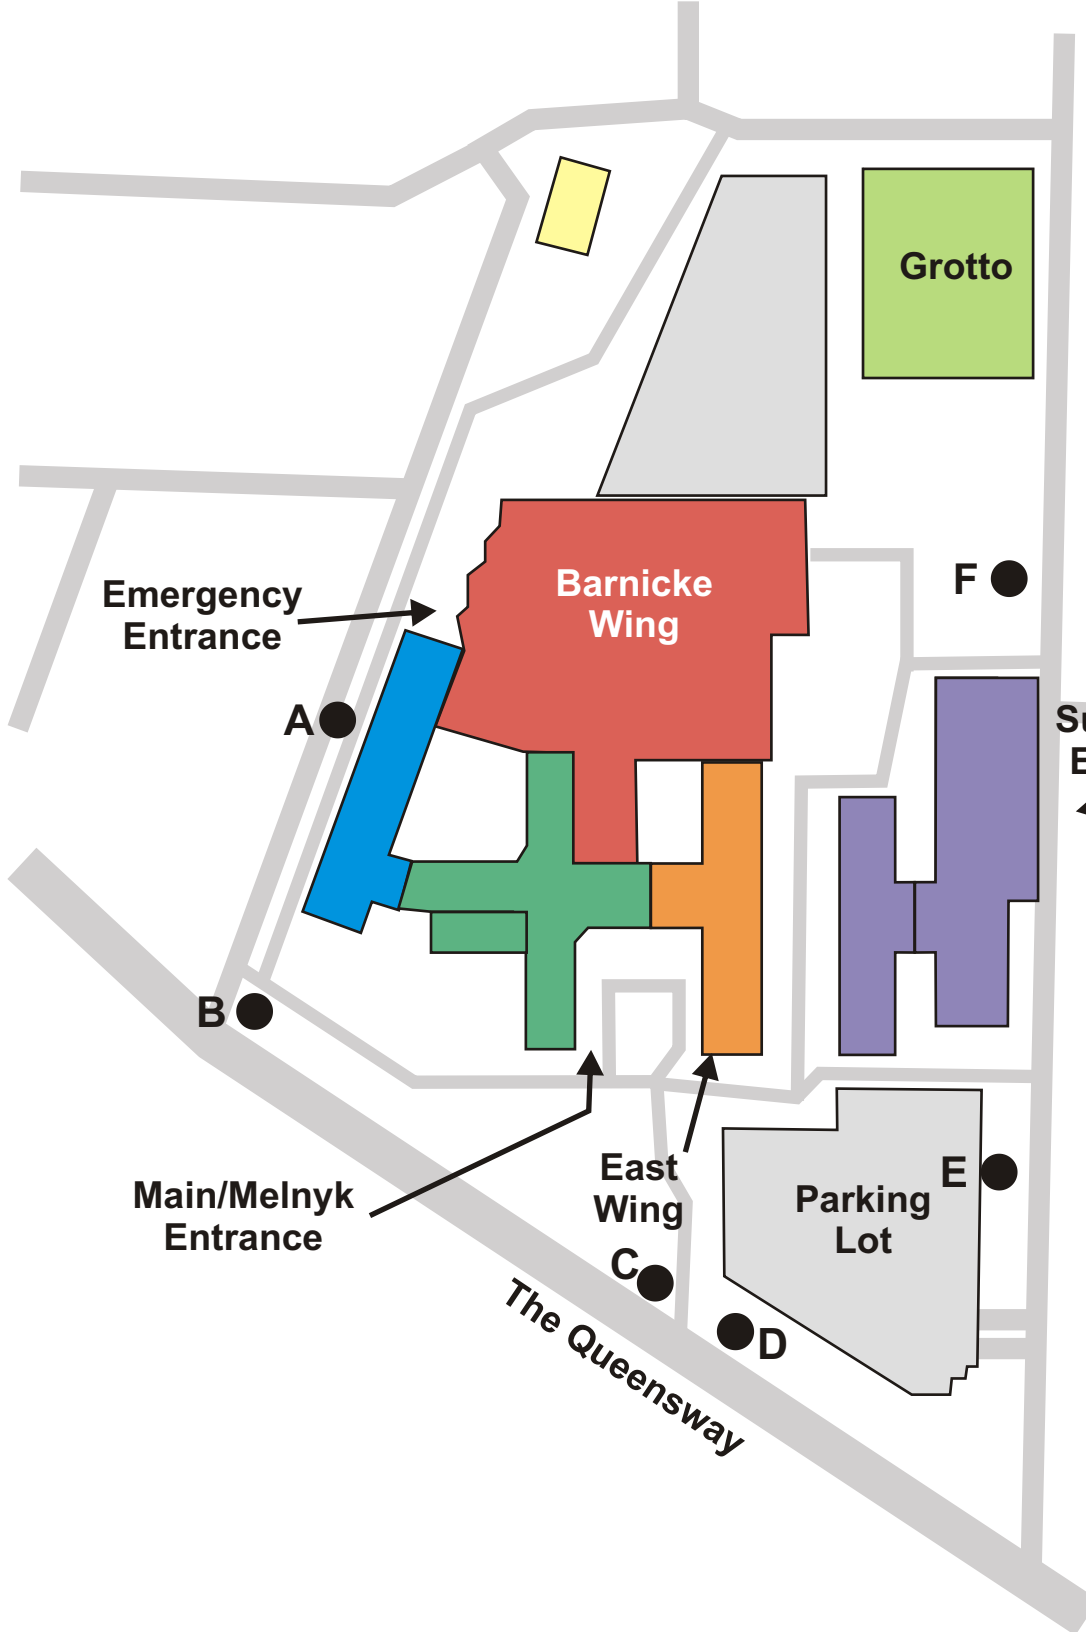 Grotto
Barnicke
Wing
F
Emergency
Entrance
A
B
East
Wing
E
Parking
Lot
Main/Melnyk
Entrance
C
D
The Queensway